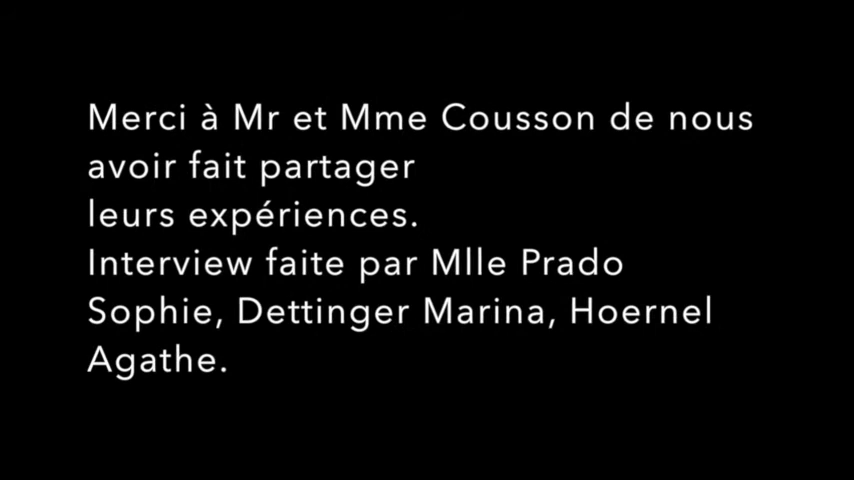 Merci à Mr et Mme Cousson de nous
avoir fait partager
leurs expériences.
Interview faite par Mlle Prado
Sophie, Dettinger Marina, Hoernel
Agathe.